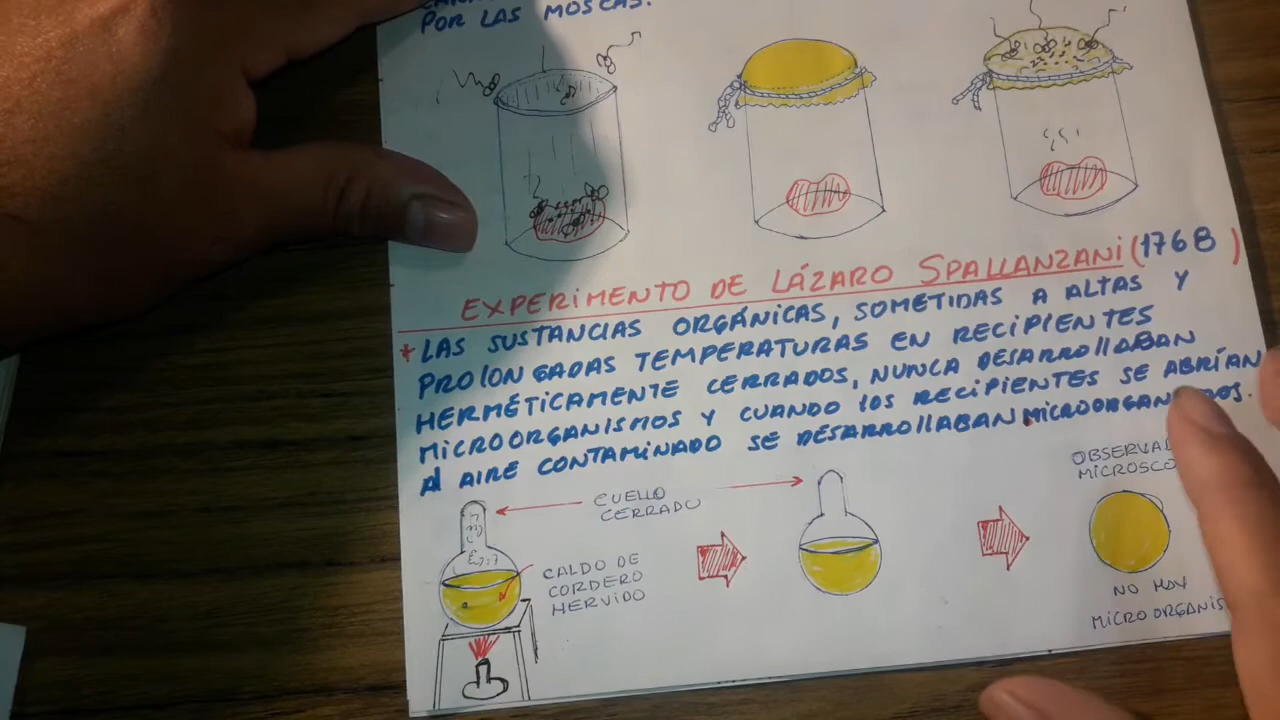 POR LAS MOSCAS.
EXPERIMENTO DE LÁZARO SPALLANZANI (1768)
* LAS SUSTANCIAS ORGÁNICAS, SOMETIDAS A ALTAS Y
PROLONGADAS TEMPERATURAS EN RECIPIENTES
HERMÉTICAMENTE CERRADOS, NUNCA DESARROLLABAN
MICROORGANISMOS Y CUANDO LOS RECIPIENTES SE ABRÍAN
AL AIRE CONTAMINADO SE DESARROLLABAN
CUELLO
CERRADO
CALDO DE
CORDERO
HERVIDO
NO HAY